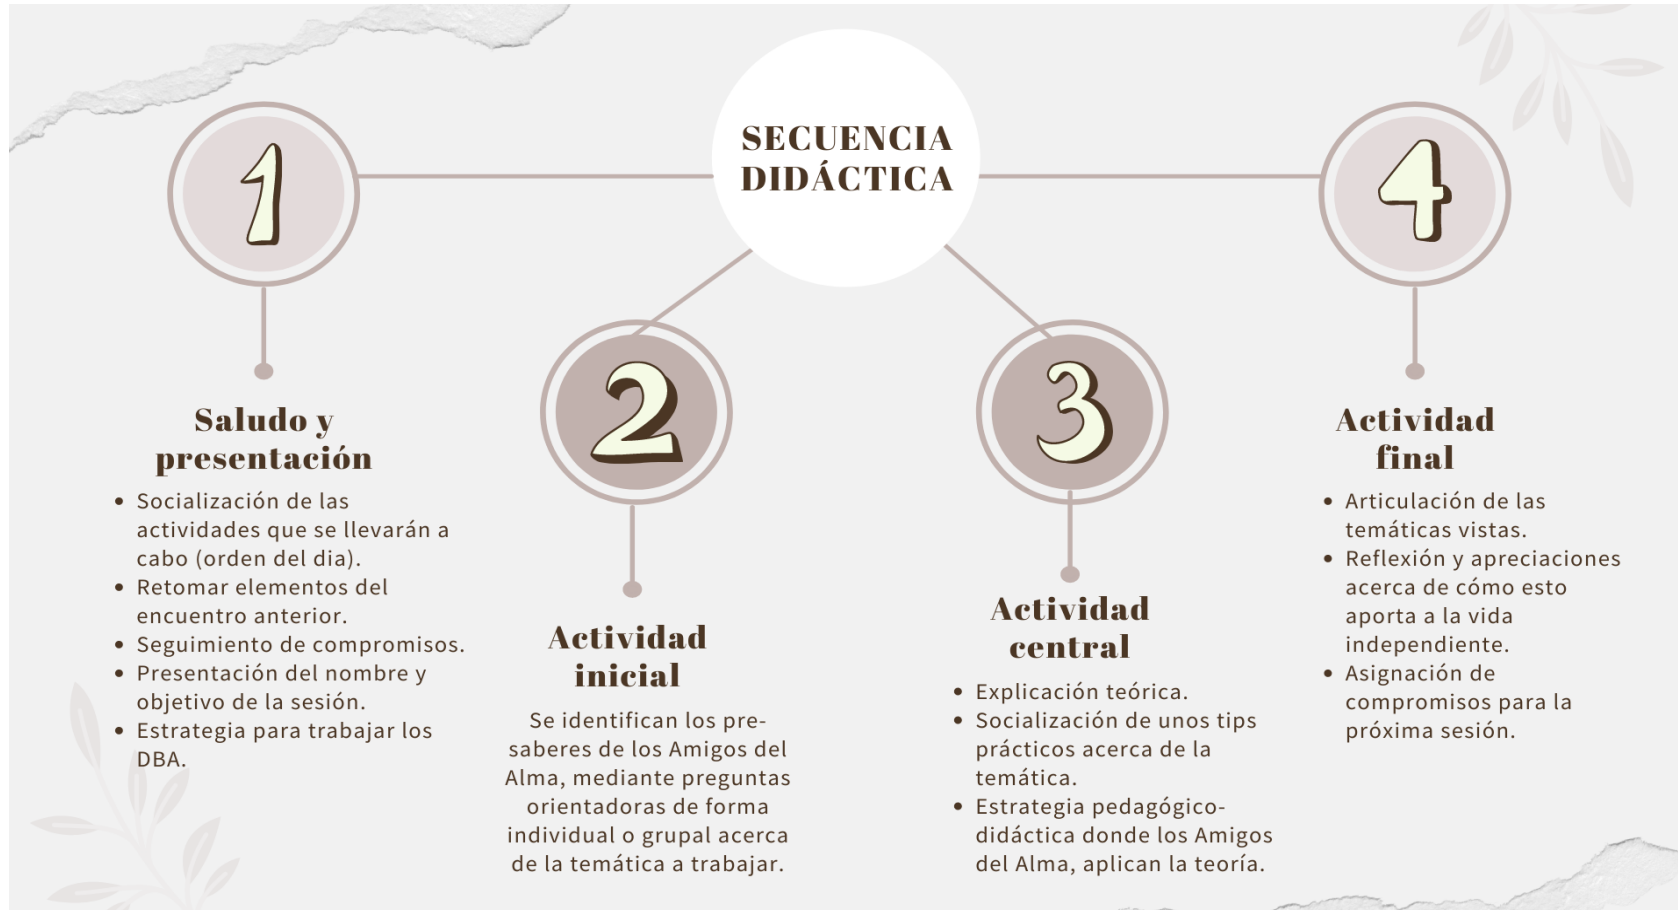 SECUENCIA
DIDÁCTICA
1
Saludo y
presentación
• Socialización de las
actividades que se llevarán a
cabo (orden del dia).
• Retomar elementos del
encuentro anterior.
• Seguimiento de compromisos.
• Presentación del nombre y
objetivo de la sesión.
• Estrategia para trabajar los
DBA.
2
Actividad
inicial
Se identifican los pre-
saberes de los Amigos del
Alma, mediante preguntas
orientadoras de forma
individual o grupal acerca
de la temática a trabajar.
3
Actividad
central
• Explicación teórica.
• Socialización de unos tips
prácticos acerca de la
temática.
• Estrategia pedagógico-
didáctica donde los Amigos
del Alma, aplican la teoría.
4
Actividad
final
• Articulación de las
temáticas vistas.
• Reflexión y apreciaciones
acerca de cómo esto
aporta a la vida
independiente.
• Asignación de
compromisos para la
próxima sesión.